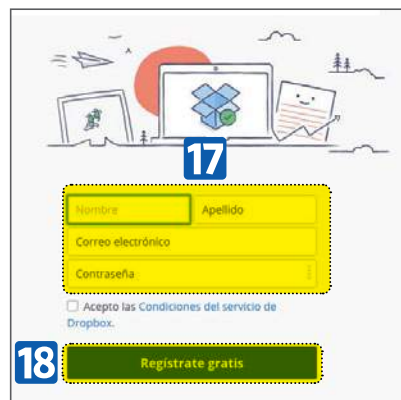 17
Nombre Apellido
Correo electrónico
Contraseña
Acepto las Condiciones del servicio de
Dropbox.
18 Regístrate gratis